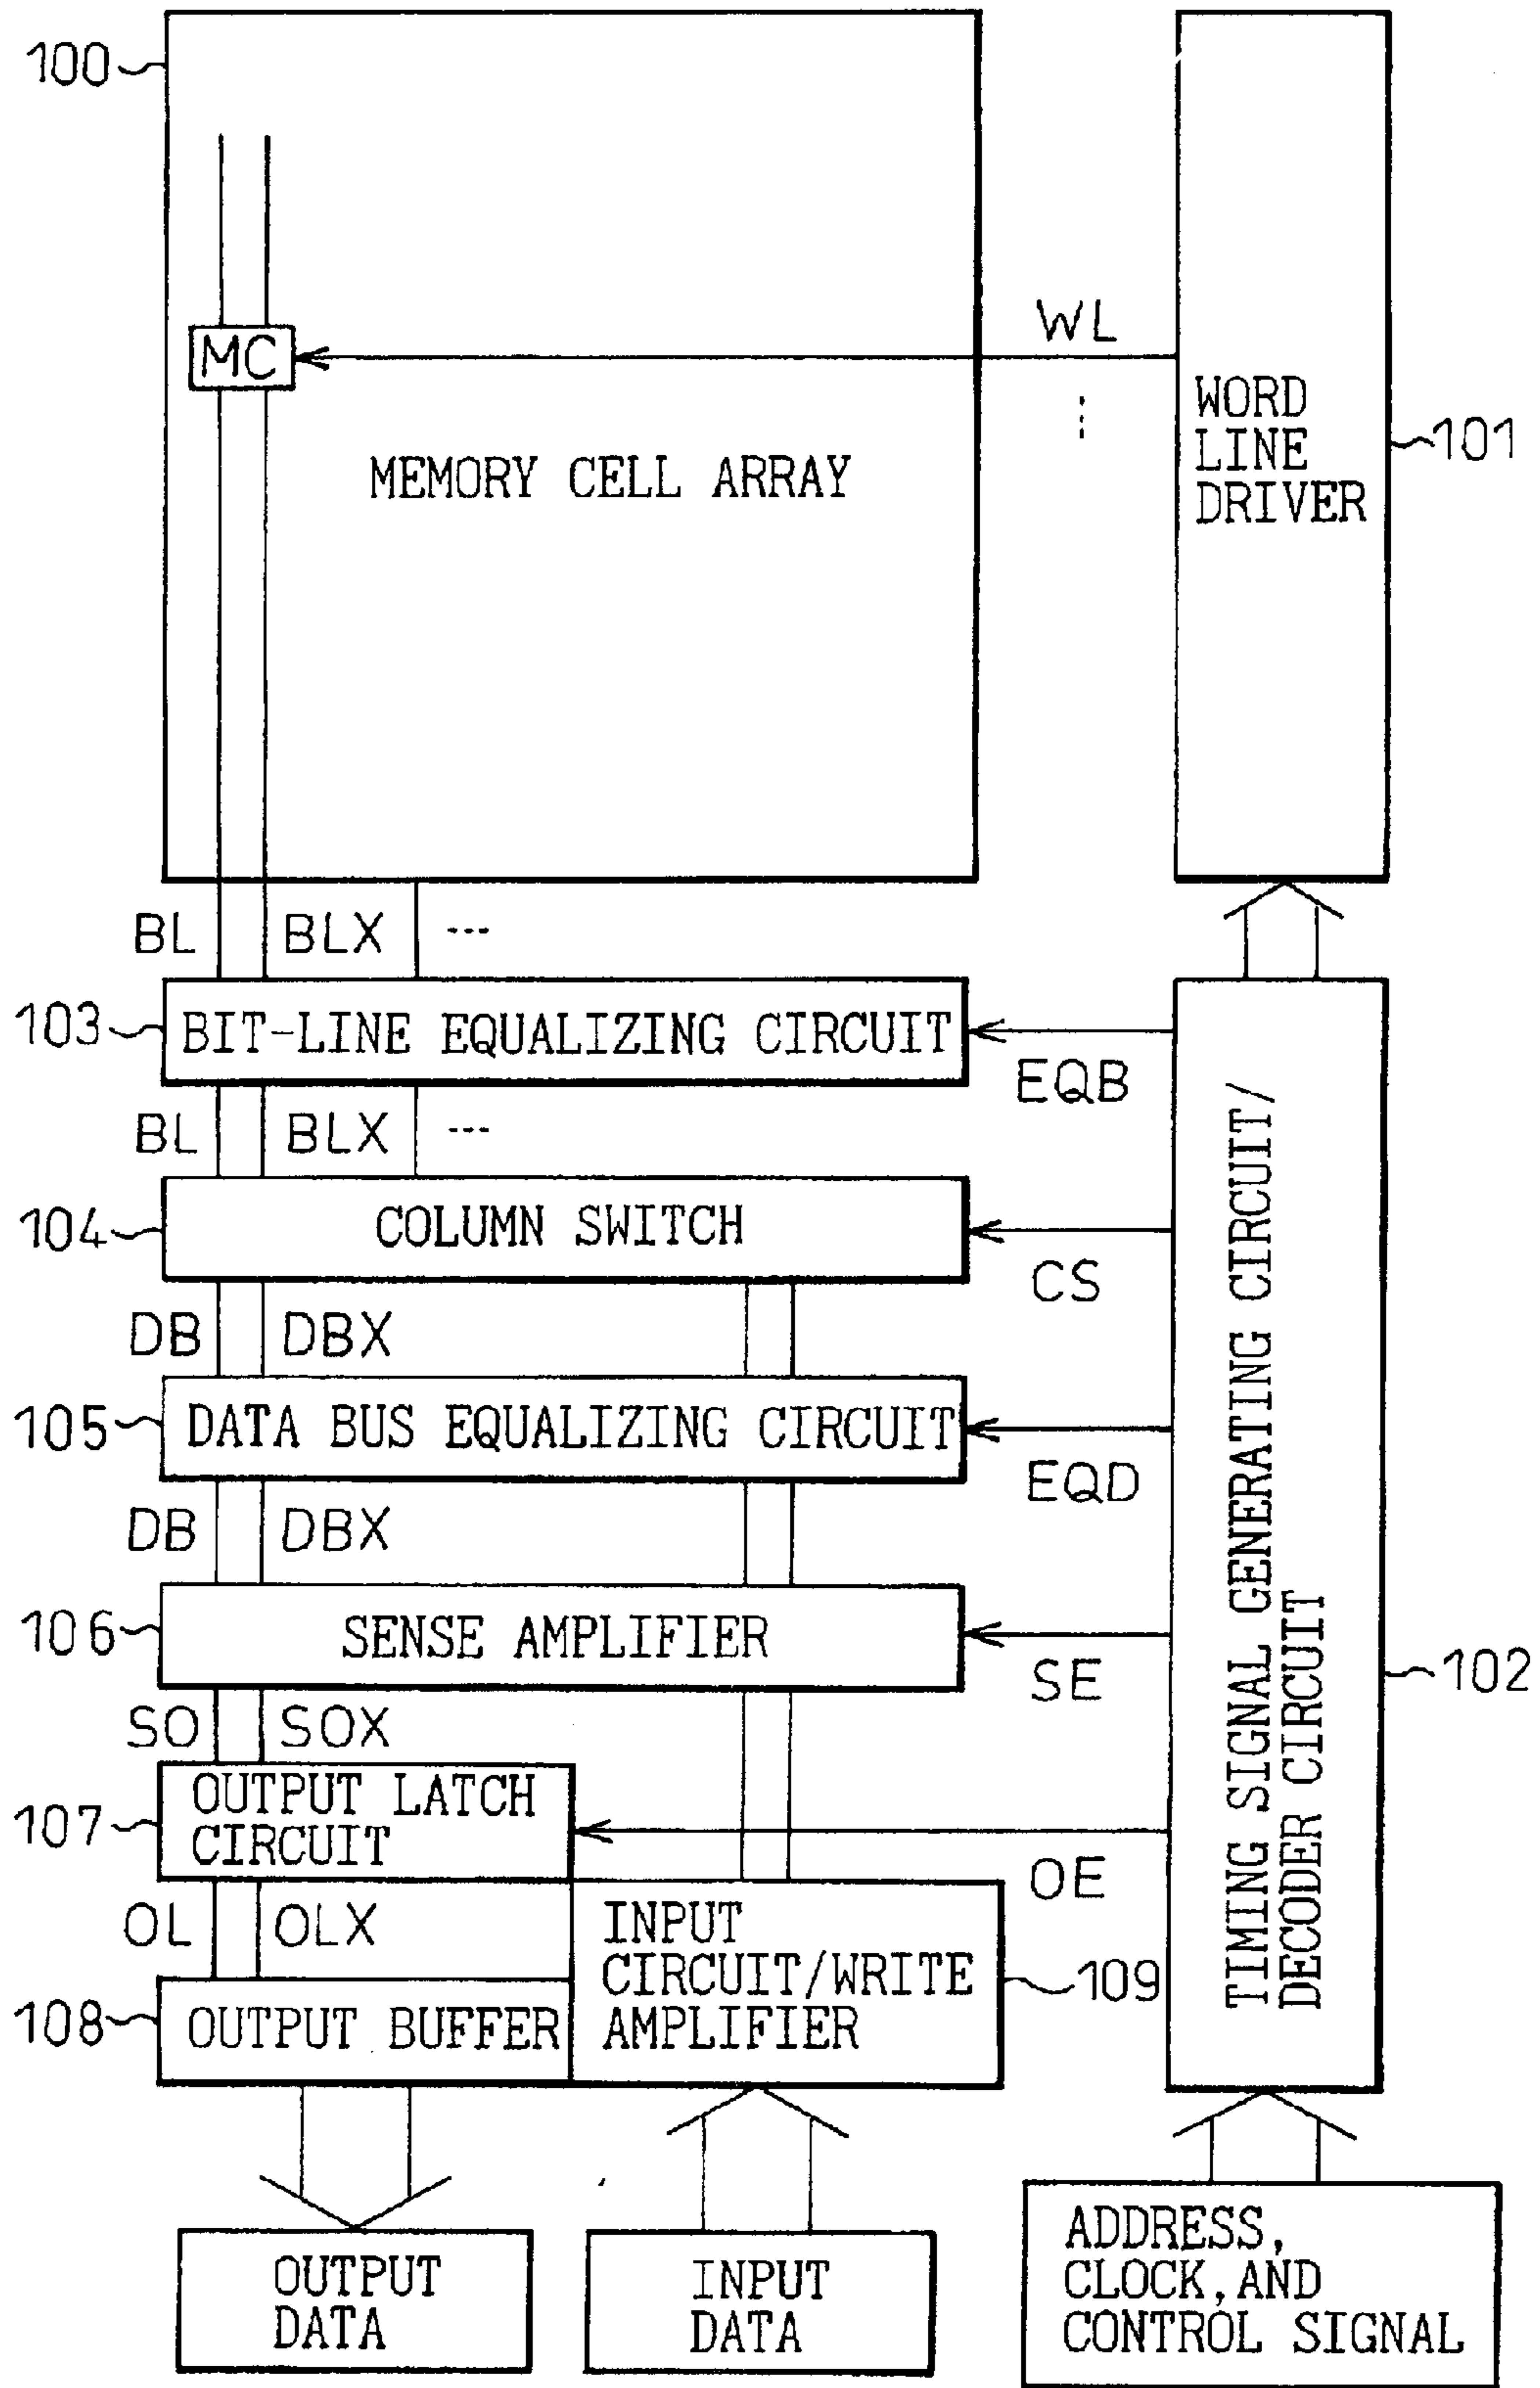 100
MC
WL
MEMORY CELL ARRAY
WORD
LINE
DRIVER
101
BL BLX ---
103
BIT-LINE EQUALIZING CIRCUIT
EQB
BL BLX ---
104
COLUMN SWITCH
CS
DB DBX
105
DATA BUS EQUALIZING CIRCUIT
EQD
DB DBX
106
SENSE AMPLIFIER
SE
SO SOX
107
OUTPUT LATCH
CIRCUIT
OE
OL OLX
108
OUTPUT BUFFER
INPUT
CIRCUIT/WRITE
AMPLIFIER
109
TIMING SIGNAL GENERATING CIRCUIT/
DECODER CIRCUIT
102
OUTPUT
DATA
INPUT
DATA
ADDRESS,
CLOCK,AND
CONTROL SIGNAL